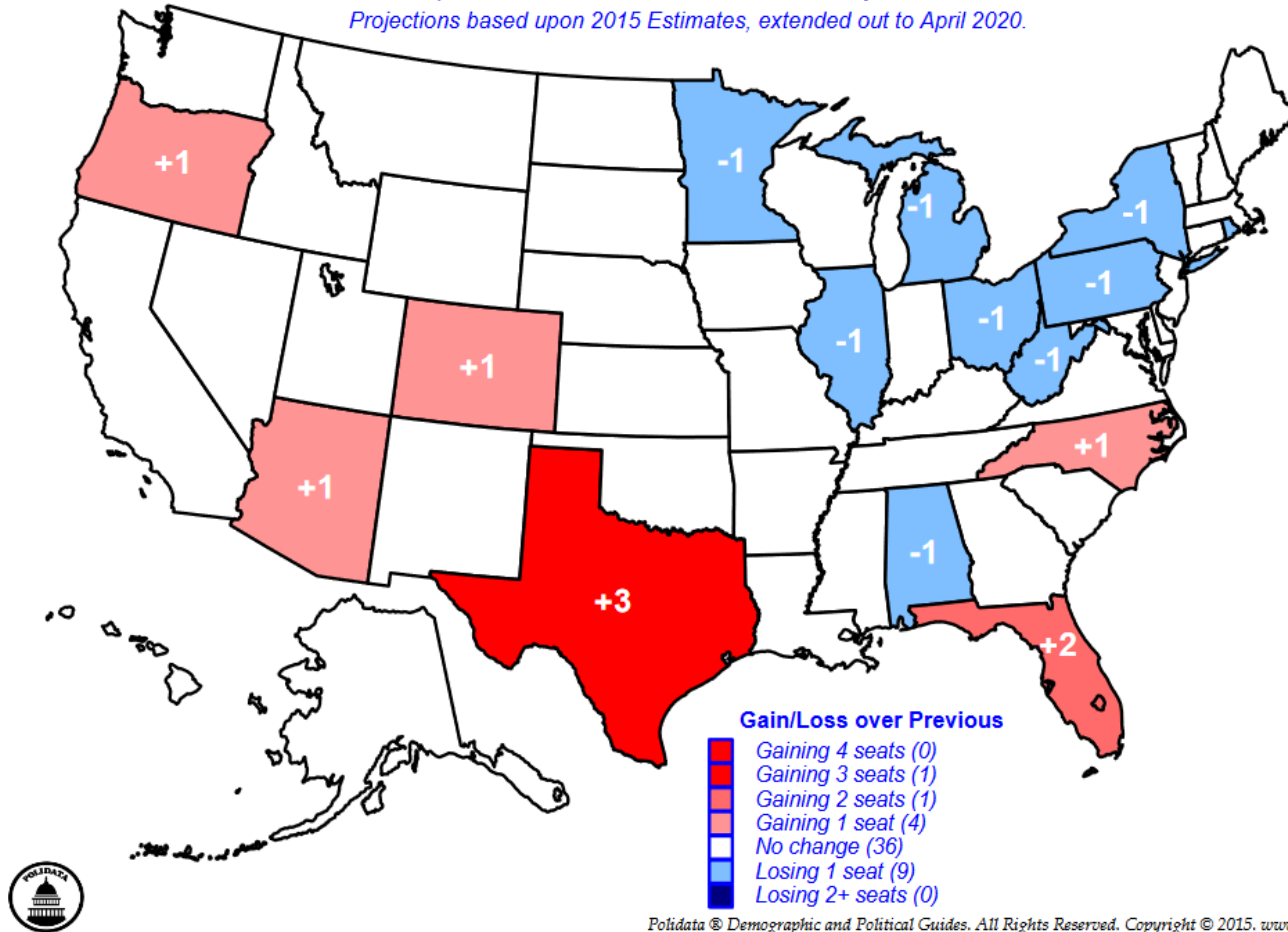 Projections based upon 2015 Estimates, extended out to April 2020.
+1
-1
-1
-1
-1
-1
-1
-1
+1
+1
+1
-1
+3
+2
Gain/Loss over Previous
Gaining 4 seats (0)
Gaining 3 seats (1)
Gaining 2 seats (1)
Gaining 1 seat (4)
No change (36)
Losing 1 seat (9)
Losing 2+ seats (0)
POLIDATA
Polidata ® Demographic and Political Guides. All Rights Reserved. Copyright © 2015. www